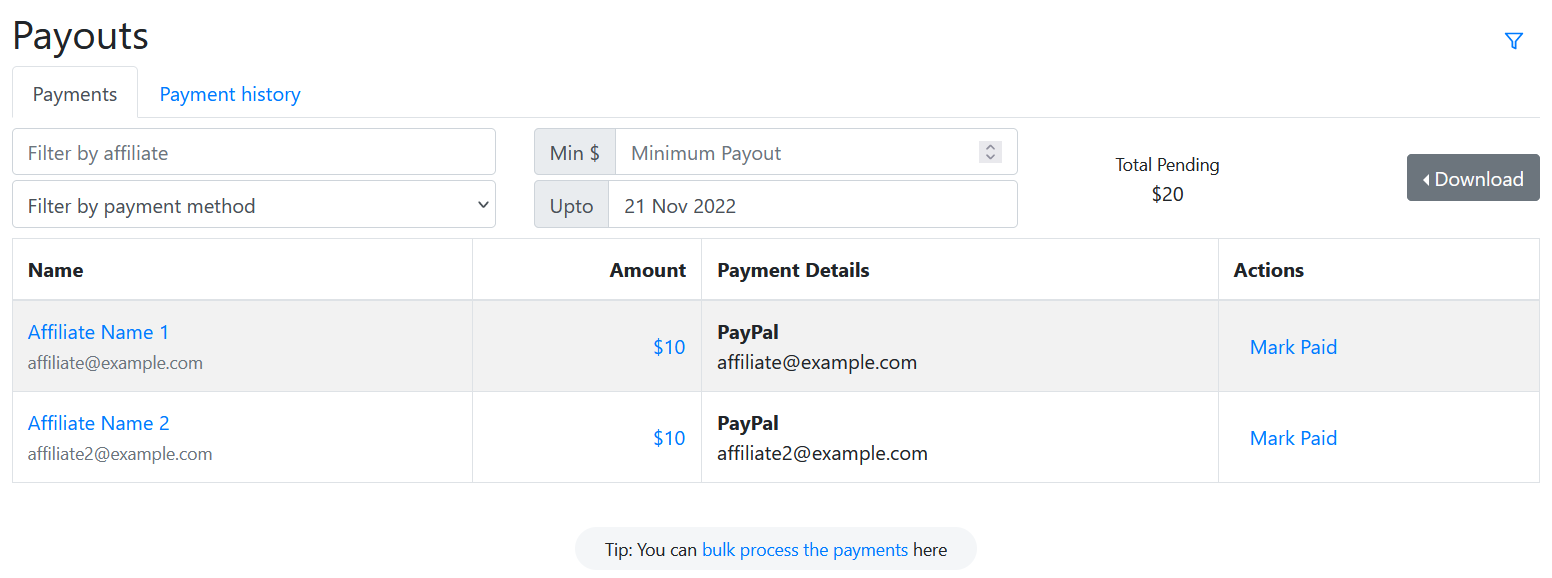 Payouts
Payments
Payment history
Filter by affiliate
Min $
Minimum Payout
Total Pending
$20
Download
Filter by payment method
Upto
21 Nov 2022
Name
Amount
Payment Details
Actions
Affiliate Name 1
affiliate@example.com
$10
PayPal
affiliate@example.com
Mark Paid
Affiliate Name 2
affiliate2@example.com
$10
PayPal
affiliate2@example.com
Mark Paid
Tip: You can bulk process the payments here